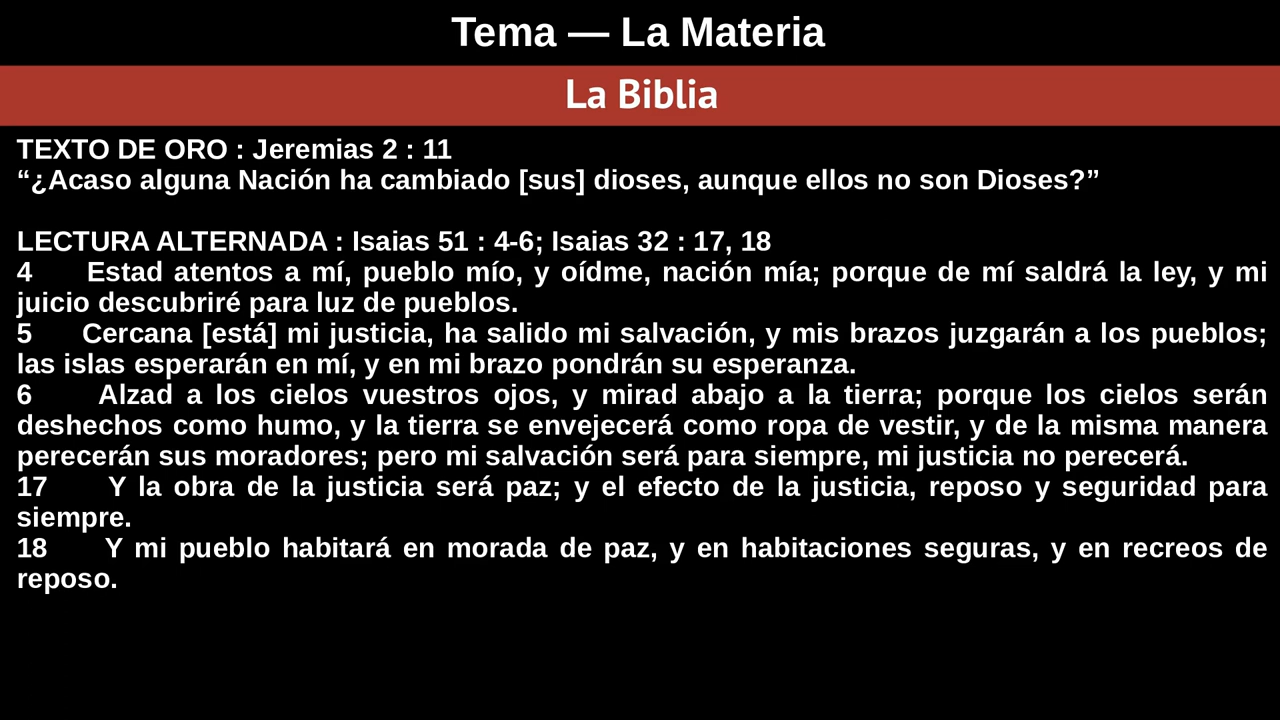 Tema — La Materia
La Biblia
TEXTO DE ORO : Jeremias 2 : 11
“¿Acaso alguna Nación ha cambiado [sus] dioses, aunque ellos no son Dioses?”
LECTURA ALTERNADA : Isaias 51 : 4-6; Isaias 32 : 17, 18
4 Estad atentos a mí, pueblo mío, y oídme, nación mía; porque de mí saldrá la ley, y mi
juicio descubriré para luz de pueblos.
5 Cercana [está] mi justicia, ha salido mi salvación, y mis brazos juzgarán a los pueblos;
las islas esperarán en mí, y en mi brazo pondrán su esperanza.
6 Alzad a los cielos vuestros ojos, y mirad abajo a la tierra; porque los cielos serán
deshechos como humo, y la tierra se envejecerá como ropa de vestir, y de la misma manera
perecerán sus moradores; pero mi salvación será para siempre, mi justicia no perecerá.
17 Y la obra de la justicia será paz; y el efecto de la justicia, reposo y seguridad para
siempre.
18 Y mi pueblo habitará en morada de paz, y en habitaciones seguras, y en recreos de
reposo.